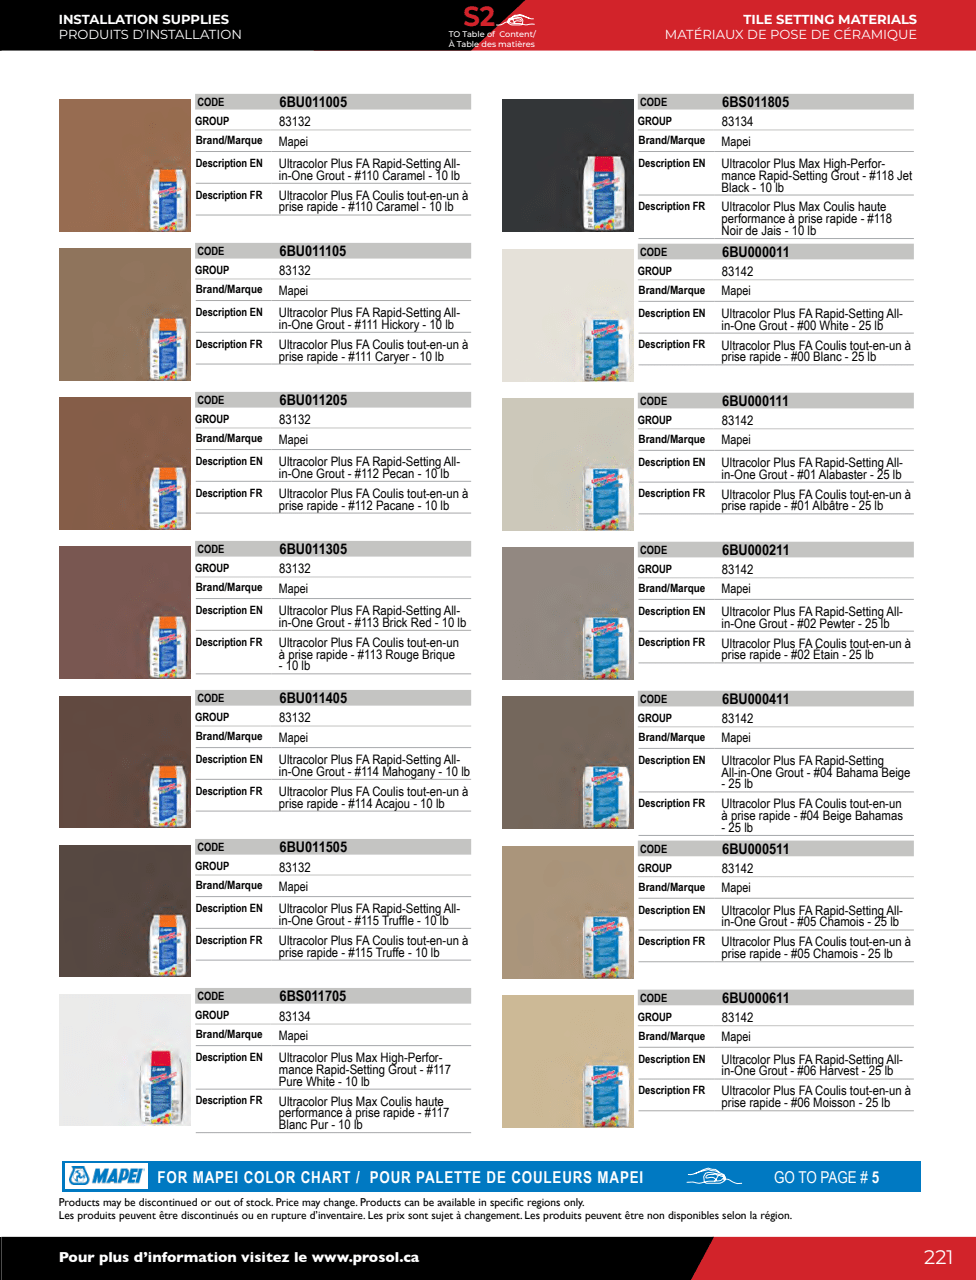 INSTALLATION SUPPLIES
PRODUITS D'INSTALLATION
S2
TO Table of Content/
À Table des matières
TILE SETTING MATERIALS
MATÉRIAUX DE POSE DE CÉRAMIQUE
CODE 6BU011005
GROUP 83132
Brand/Marque Mapei
Description EN Ultracolor Plus FA Rapid-Setting All-
in-One Grout - #110 Caramel - 10 lb
Description FR Ultracolor Plus FA Coulis tout-en-un à
prise rapide - #110 Caramel - 10 lb
CODE 6BU011105
GROUP 83132
Brand/Marque Mapei
Description EN Ultracolor Plus FA Rapid-Setting All-
in-One Grout - #111 Hickory - 10 lb
Description FR Ultracolor Plus FA Coulis tout-en-un à
prise rapide - #111 Caryer - 10 lb
CODE 6BU011205
GROUP 83132
Brand/Marque Mapei
Description EN Ultracolor Plus FA Rapid-Setting All-
in-One Grout - #112 Pecan - 10 lb
Description FR Ultracolor Plus FA Coulis tout-en-un à
prise rapide - #112 Pacane - 10 lb
CODE 6BU011305
GROUP 83132
Brand/Marque Mapei
Description EN Ultracolor Plus FA Rapid-Setting All-
in-One Grout - #113 Brick Red - 10 lb
Description FR Ultracolor Plus FA Coulis tout-en-un
à prise rapide - #113 Rouge Brique
- 10 lb
CODE 6BU011405
GROUP 83132
Brand/Marque Mapei
Description EN Ultracolor Plus FA Rapid-Setting All-
in-One Grout - #114 Mahogany - 10 lb
Description FR Ultracolor Plus FA Coulis tout-en-un à
prise rapide - #114 Acajou - 10 lb
CODE 6BU011505
GROUP 83132
Brand/Marque Mapei
Description EN Ultracolor Plus FA Rapid-Setting All-
in-One Grout - #115 Truffle - 10 lb
Description FR Ultracolor Plus FA Coulis tout-en-un à
prise rapide - #115 Truffe - 10 lb
CODE 6BS011705
GROUP 83134
Brand/Marque Mapei
Description EN Ultracolor Plus Max High-Perfor-
mance Rapid-Setting Grout - #117
Pure White - 10 lb
Description FR Ultracolor Plus Max Coulis haute
performance à prise rapide - #117
Blanc Pur - 10 lb
CODE 6BS011805
GROUP 83134
Brand/Marque Mapei
Description EN Ultracolor Plus Max High-Perfor-
mance Rapid-Setting Grout - #118 Jet
Black - 10 lb
Description FR Ultracolor Plus Max Coulis haute
performance à prise rapide - #118
Noir de Jais - 10 lb
CODE 6BU000011
GROUP 83142
Brand/Marque Mapei
Description EN Ultracolor Plus FA Rapid-Setting All-
in-One Grout - #00 White - 25 lb
Description FR Ultracolor Plus FA Coulis tout-en-un à
prise rapide - #00 Blanc - 25 lb
CODE 6BU000111
GROUP 83142
Brand/Marque Mapei
Description EN Ultracolor Plus FA Rapid-Setting All-
in-One Grout - #01 Alabaster - 25 lb
Description FR Ultracolor Plus FA Coulis tout-en-un à
prise rapide - #01 Albâtre - 25 lb
CODE 6BU000211
GROUP 83142
Brand/Marque Mapei
Description EN Ultracolor Plus FA Rapid-Setting All-
in-One Grout - #02 Pewter - 25 lb
Description FR Ultracolor Plus FA Coulis tout-en-un à
prise rapide - #02 Étain - 25 lb
CODE 6BU000411
GROUP 83142
Brand/Marque Mapei
Description EN Ultracolor Plus FA Rapid-Setting
All-in-One Grout - #04 Bahama Beige
- 25 lb
Description FR Ultracolor Plus FA Coulis tout-en-un
à prise rapide - #04 Beige Bahamas
- 25 lb
CODE 6BU000511
GROUP 83142
Brand/Marque Mapei
Description EN Ultracolor Plus FA Rapid-Setting All-
in-One Grout - #05 Chamois - 25 lb
Description FR Ultracolor Plus FA Coulis tout-en-un à
prise rapide - #05 Chamois - 25 lb
CODE 6BU000611
GROUP 83142
Brand/Marque Mapei
Description EN Ultracolor Plus FA Rapid-Setting All-
in-One Grout - #06 Harvest - 25 lb
Description FR Ultracolor Plus FA Coulis tout-en-un à
prise rapide - #06 Moisson - 25 lb
MAPEI FOR MAPEI COLOR CHART / POUR PALETTE DE COULEURS MAPEI GO TO PAGE # 5
Products may be discontinued or out of stock. Price may change. Products can be available in specific regions only.
Les produits peuvent être discontinués ou en rupture d'inventaire. Les prix sont sujet à changement. Les produits peuvent être non disponibles selon la région.
Pour plus d'information visitez le www.prosol.ca
221